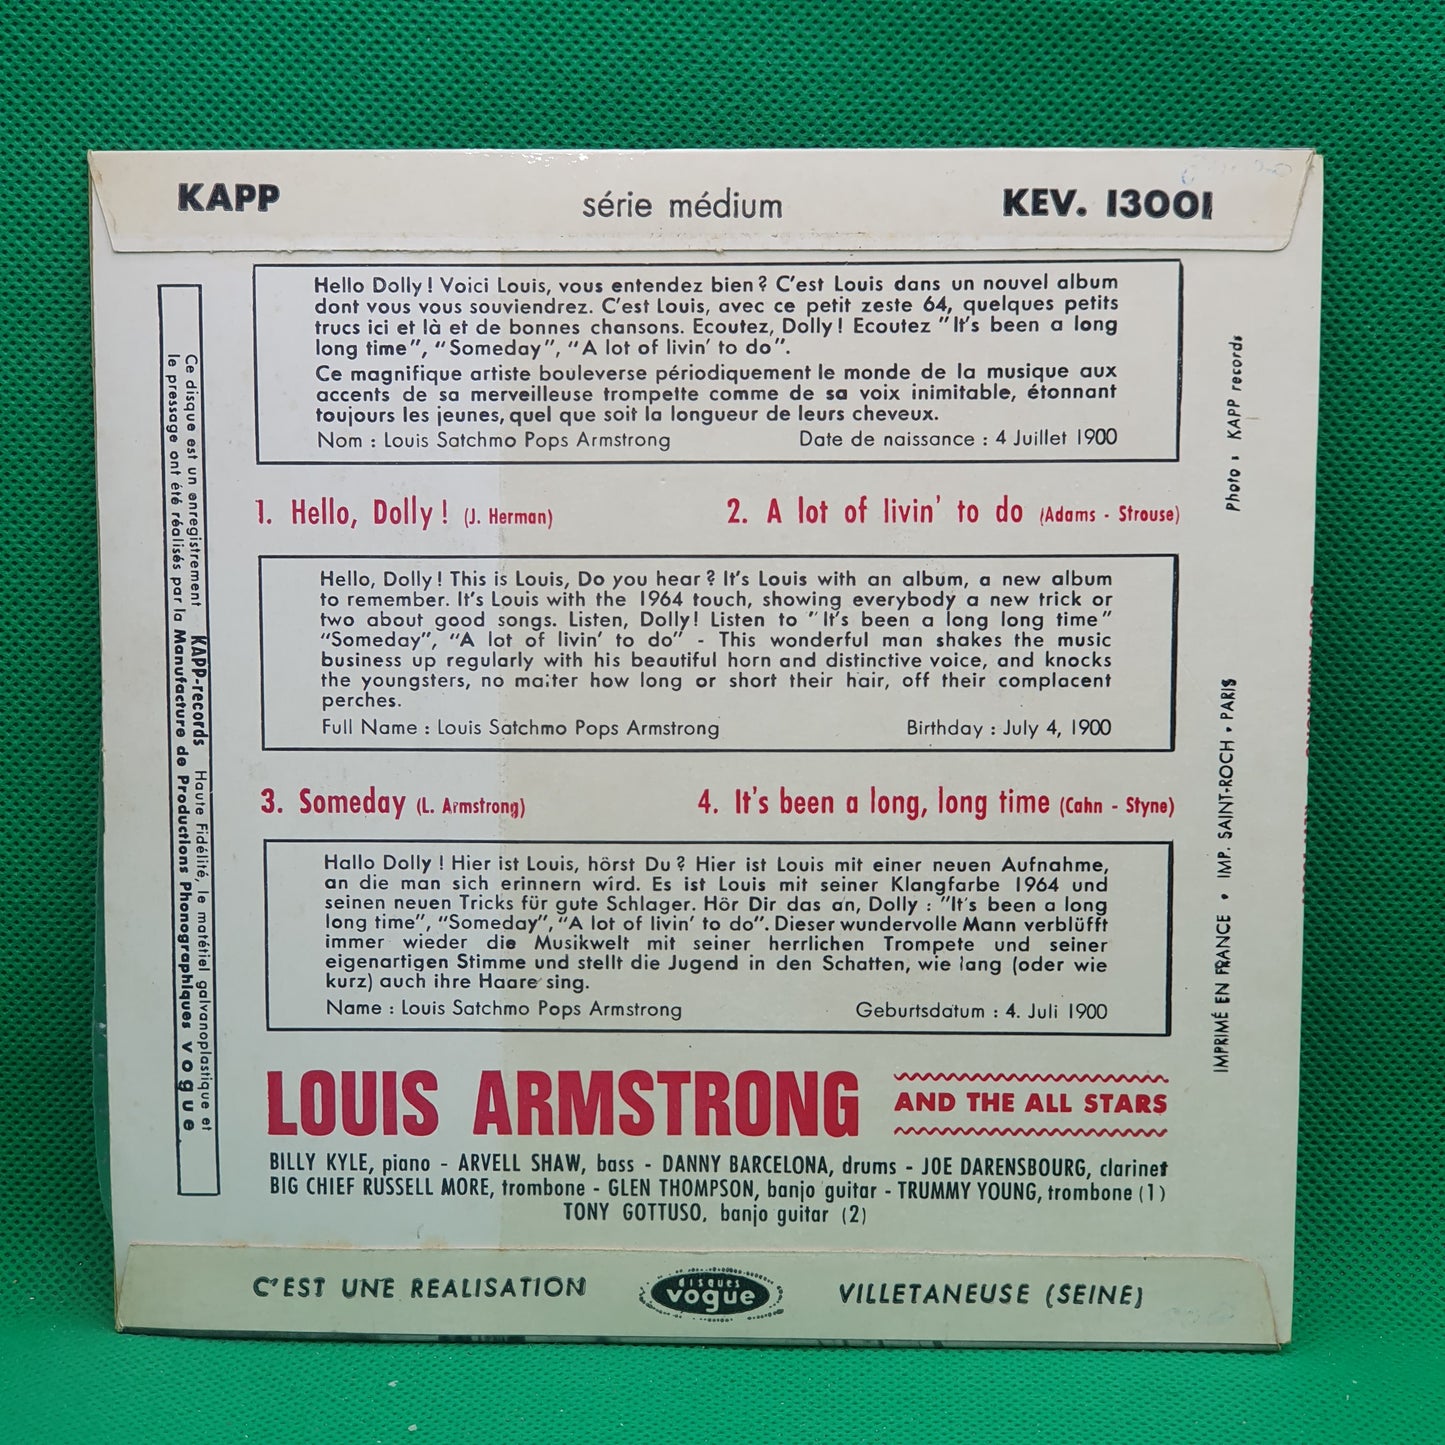 KAPP série médium KEV. 13001
Hello Dolly ! Voici Louis, vous entendez bien ? C'est Louis dans un nouvel album
dont vous vous souviendrez. C'est Louis, avec ce petit zeste 64, quelques petits
trucs ici et là et de bonnes chansons. Ecoutez, Dolly ! Ecoutez "It's been a long
long time", "Someday", "A lot of livin' to do".
Ce magnifique artiste bouleverse périodiquement le monde de la musique aux
accents de sa merveilleuse trompette comme de sa voix inimitable, étonnant
toujours les jeunes, quel que soit la longueur de leurs cheveux.
Nom : Louis Satchmo Pops Armstrong Date de naissance : 4 Juillet 1900
1. Hello, Dolly ! (J. Herman) 2. A lot of livin' to do (Adams - Strouse)
Hello, Dolly ! This is Louis, Do you hear ? It's Louis with an album, a new album
to remember. It's Louis with the 1964 touch, showing everybody a new trick or
two about good songs. Listen, Dolly! Listen to "It's been a long long time"
"Someday", "A lot of livin' to do" - This wonderful man shakes the music
business up regularly with his beautiful horn and distinctive voice, and knocks
the youngsters, no matter how long or short their hair, off their complacent
perches.
Full Name : Louis Satchmo Pops Armstrong Birthday : July 4, 1900
3. Someday (L. Armstrong) 4. It's been a long, long time (Cahn - Styne)
Hallo Dolly ! Hier ist Louis, hörst Du ? Hier ist Louis mit einer neuen Aufnahme,
an die man sich erinnern wird. Es ist Louis mit seiner Klangfarbe 1964 und
seinen neuen Tricks für gute Schlager. Hör Dir das an, Dolly : "It's been a long
long time", "Someday", "A lot of livin' to do". Dieser wundervolle Mann verblüfft
immer wieder die Musikwelt mit seiner herrlichen Trompete und seiner
eigenartigen Stimme und stellt die Jugend in den Schatten, wie lang (oder wie
kurz) auch ihre Haare sing.
Name : Louis Satchmo Pops Armstrong Geburtsdatum : 4. Juli 1900
LOUIS ARMSTRONG AND THE ALL STARS
BILLY KYLE, piano - ARVELL SHAW, bass - DANNY BARCELONA, drums - JOE DARENSBOURG, clarinet
BIG CHIEF RUSSELL MORE, trombone - GLEN THOMPSON, banjo guitar - TRUMMY YOUNG, trombone (1)
TONY GOTTUSO, banjo guitar (2)
C'EST UNE REALISATION disques vogue VILLETANEUSE (SEINE)
Ce disque est un enregistrement KAPP-records Haute Fidélité, le matétiel galvanoplastique et
le pressage ont été réalisés par la Manufacture de Productions Phonographiques vogue
Photo : KAPP records
IMPRIMÉ EN FRANCE • IMP. SAINT-ROCH • PARIS